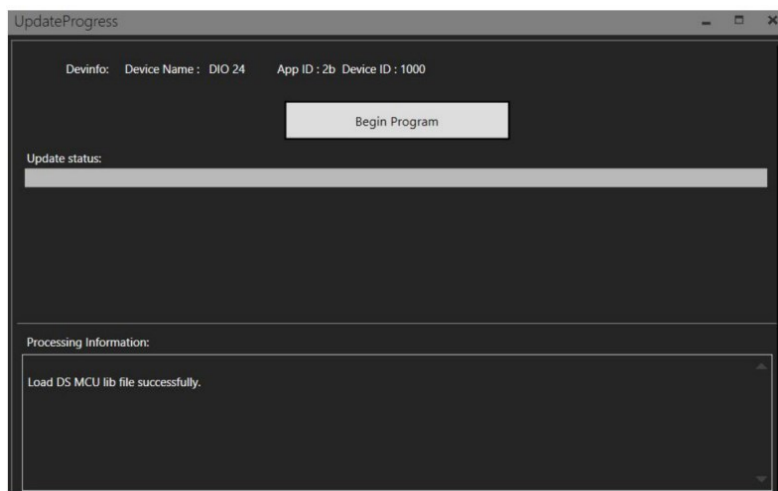 UpdateProgress
Devinfo: Device Name : DIO 24 App ID : 2b Device ID : 1000
Begin Program
Update status:
Processing Information:
Load DS MCU lib file successfully.